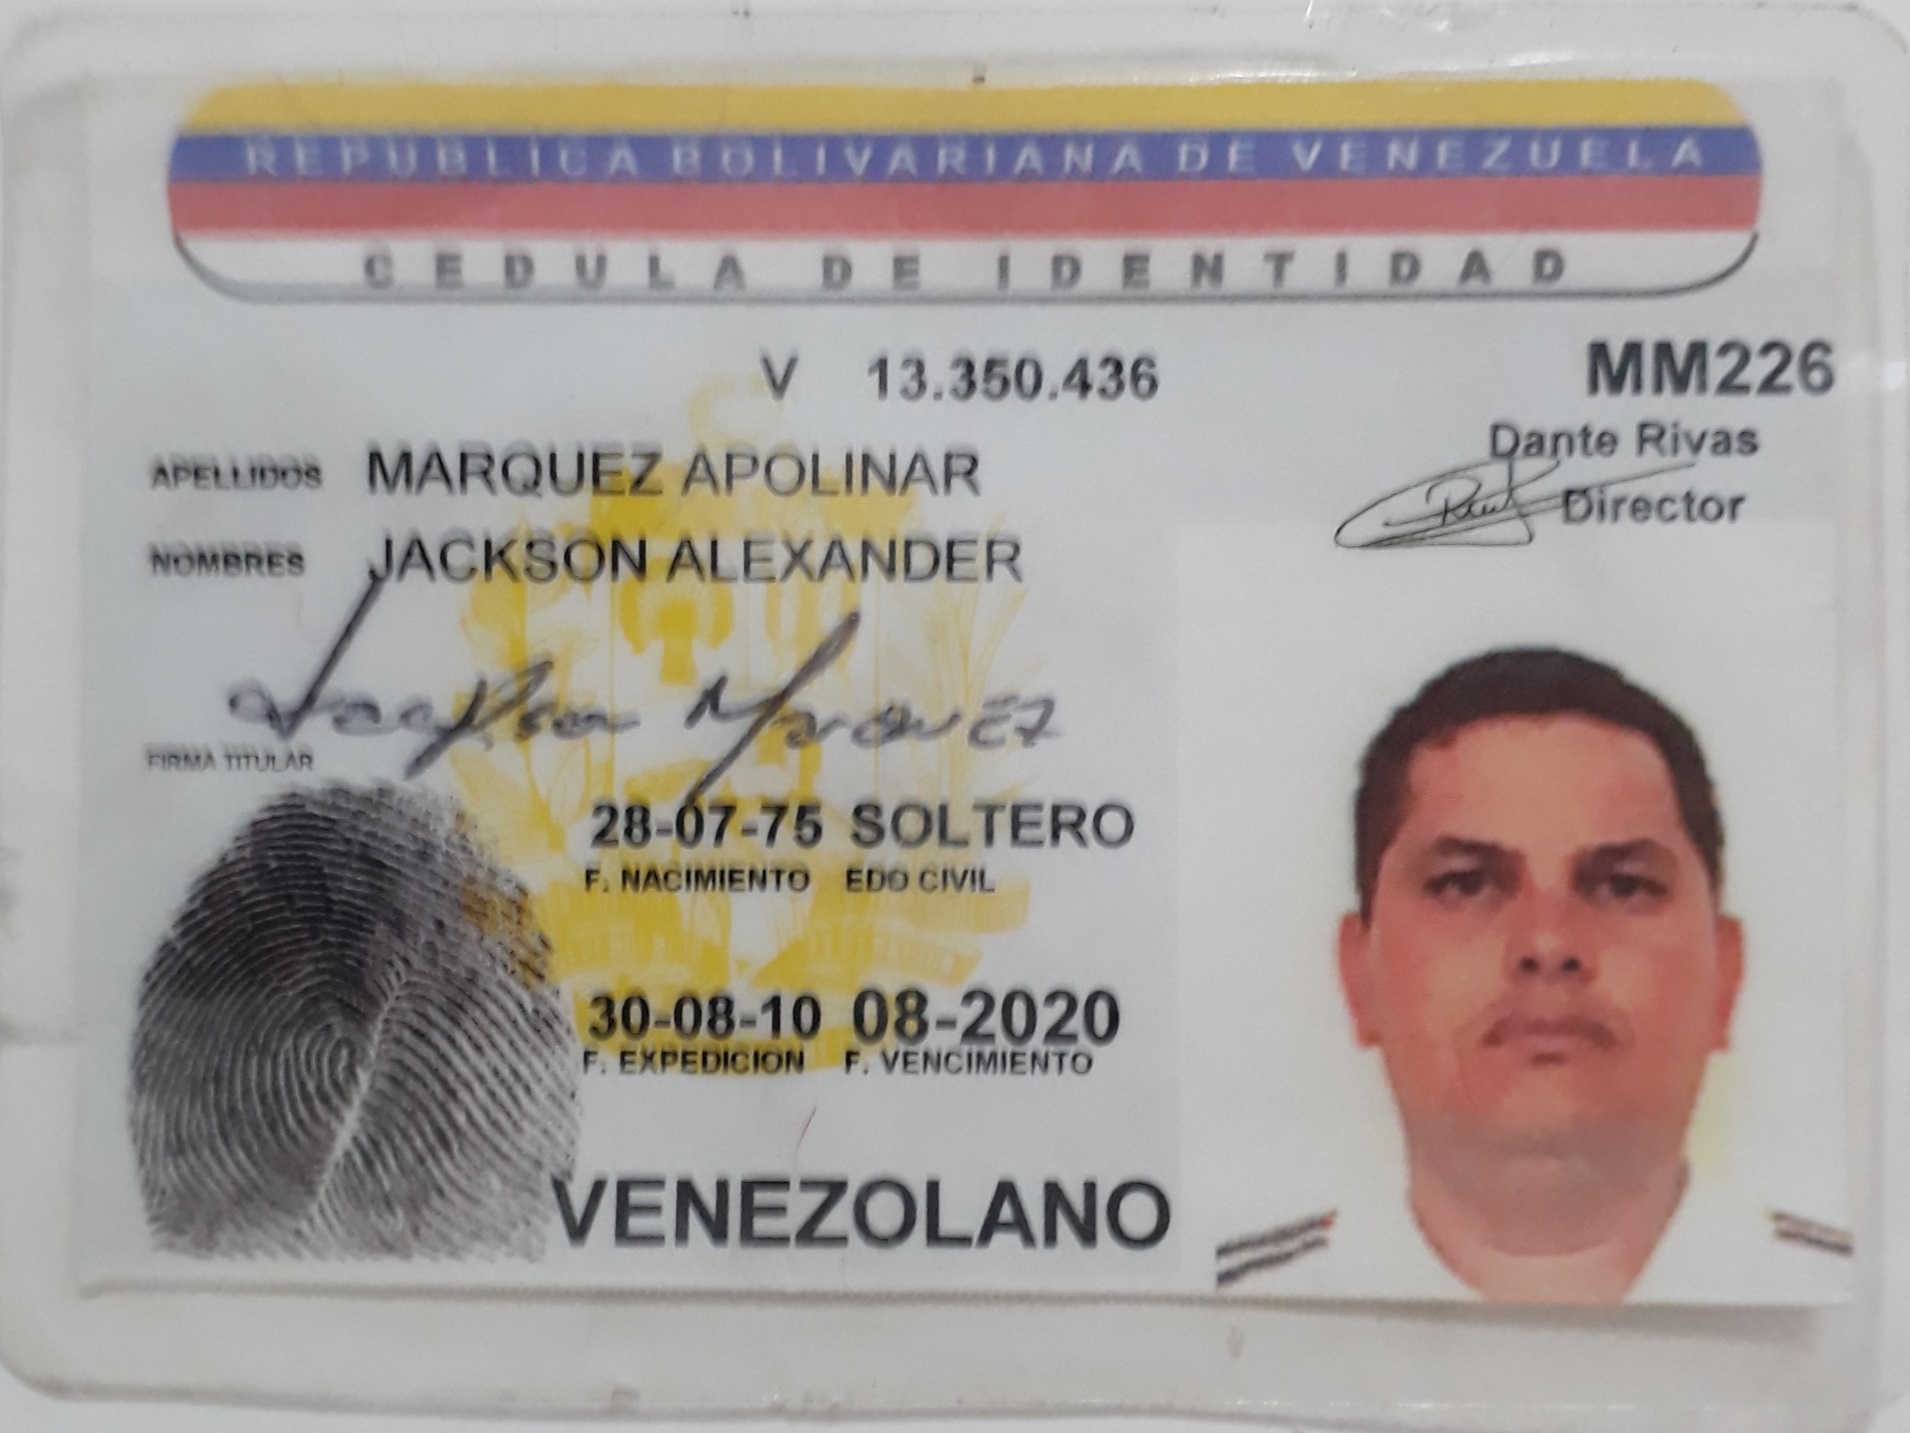 REPUBLICA BOLIVARIANA DE VENEZUELA
CEDULA DE IDENTIDAD
V 13.350.436
MM226
Dante Rivas
Director
APELLIDOS MARQUEZ APOLINAR
NOMBRES JACKSON ALEXANDER
Jackson Marquez
FIRMA TITULAR
28-07-75 SOLTERO
F. NACIMIENTO EDO CIVIL
30-08-10 08-2020
F. EXPEDICION F. VENCIMIENTO
VENEZOLANO